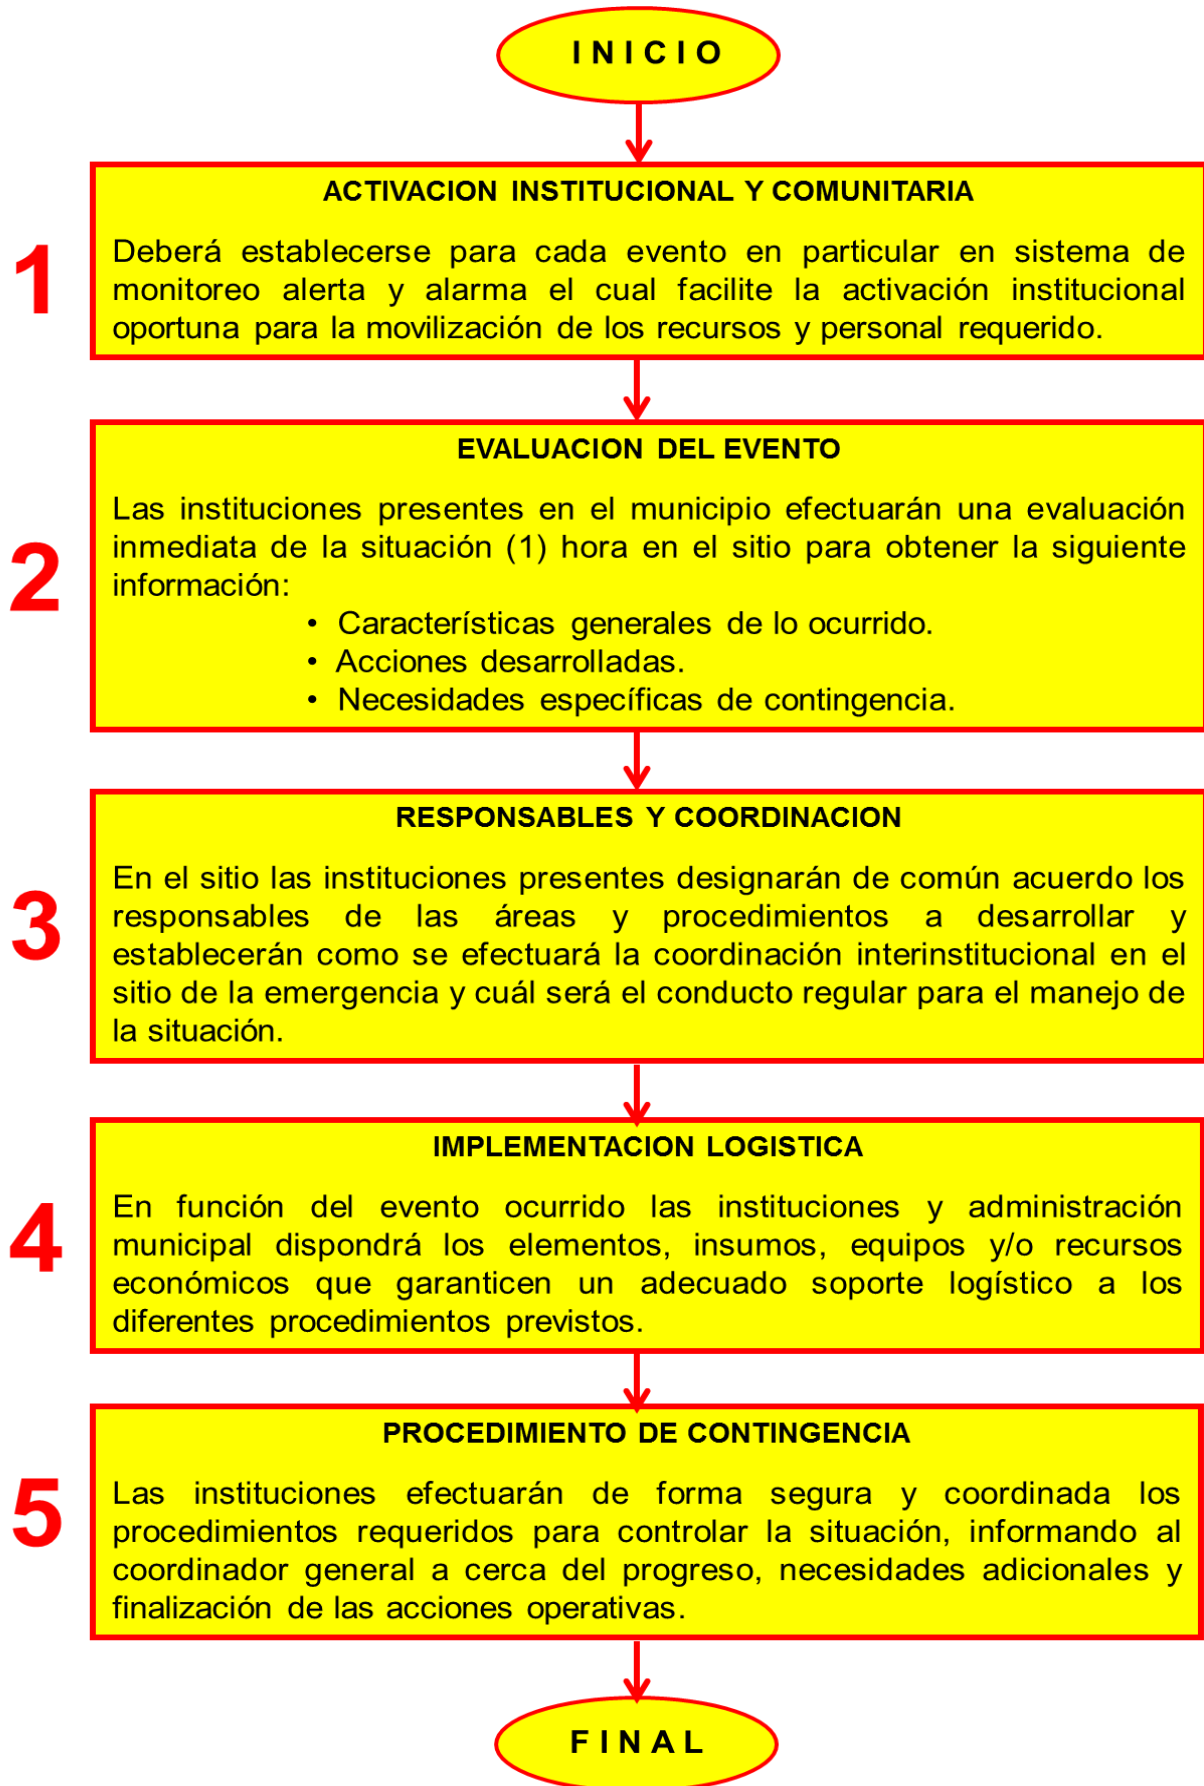 I N I C I O
ACTIVACION INSTITUCIONAL Y COMUNITARIA
1
Deberá establecerse para cada evento en particular en sistema de
monitoreo alerta y alarma el cual facilite la activación institucional
oportuna para la movilización de los recursos y personal requerido.
EVALUACION DEL EVENTO
2
Las instituciones presentes en el municipio efectuarán una evaluación
inmediata de la situación (1) hora en el sitio para obtener la siguiente
información:
• Características generales de lo ocurrido.
• Acciones desarrolladas.
• Necesidades específicas de contingencia.
RESPONSABLES Y COORDINACION
3
En el sitio las instituciones presentes designarán de común acuerdo los
responsables de las áreas y procedimientos a desarrollar y
establecerán como se efectuará la coordinación interinstitucional en el
sitio de la emergencia y cuál será el conducto regular para el manejo de
la situación.
IMPLEMENTACION LOGISTICA
4
En función del evento ocurrido las instituciones y administración
municipal dispondrá los elementos, insumos, equipos y/o recursos
económicos que garanticen un adecuado soporte logístico a los
diferentes procedimientos previstos.
PROCEDIMIENTO DE CONTINGENCIA
5
Las instituciones efectuarán de forma segura y coordinada los
procedimientos requeridos para controlar la situación, informando al
coordinador general a cerca del progreso, necesidades adicionales y
finalización de las acciones operativas.
F I N A L